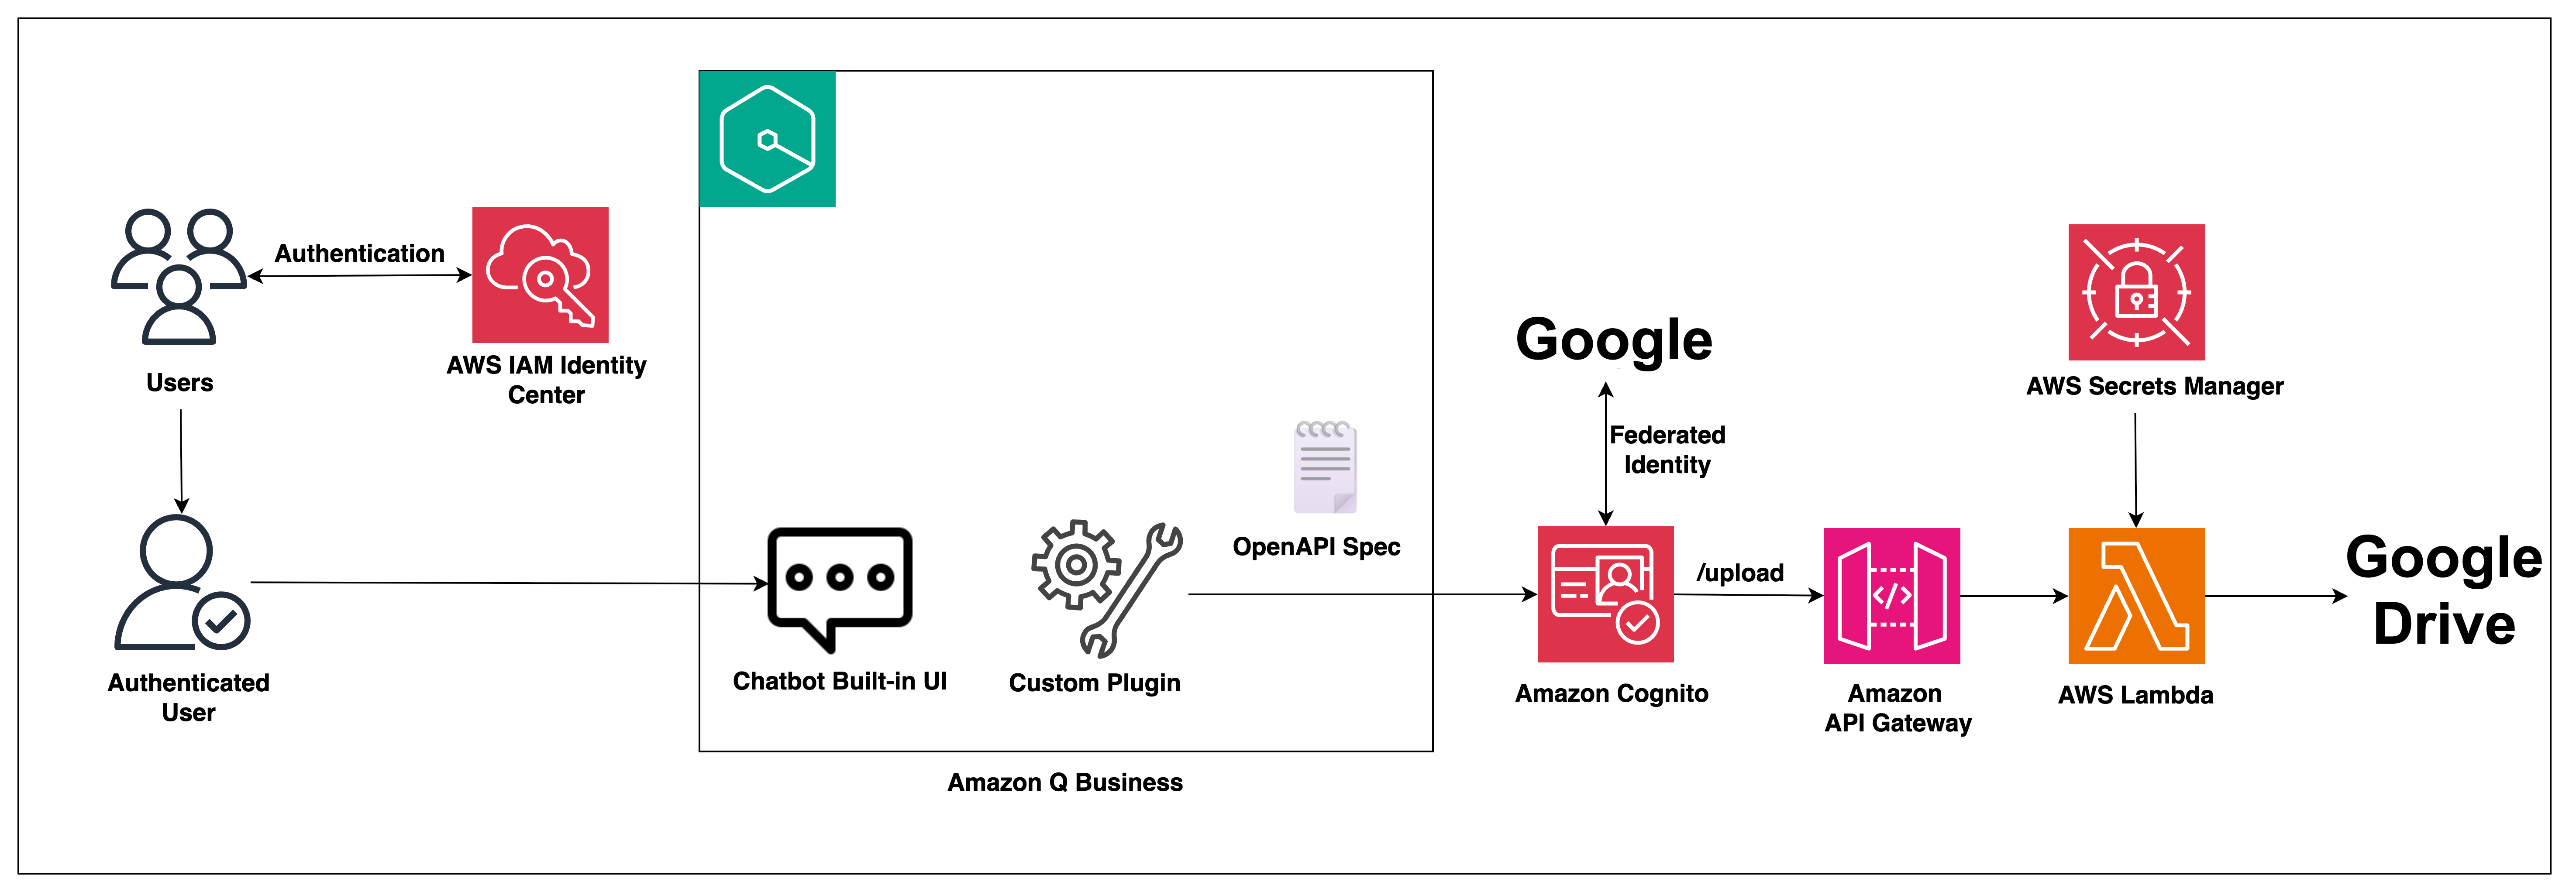 Users
Authentication
AWS IAM Identity
Center
Authenticated
User
Chatbot Built-in UI
Custom Plugin
OpenAPI Spec
Amazon Q Business
Google
Federated
Identity
Amazon Cognito
/upload
Amazon
API Gateway
AWS Secrets Manager
AWS Lambda
Google
Drive